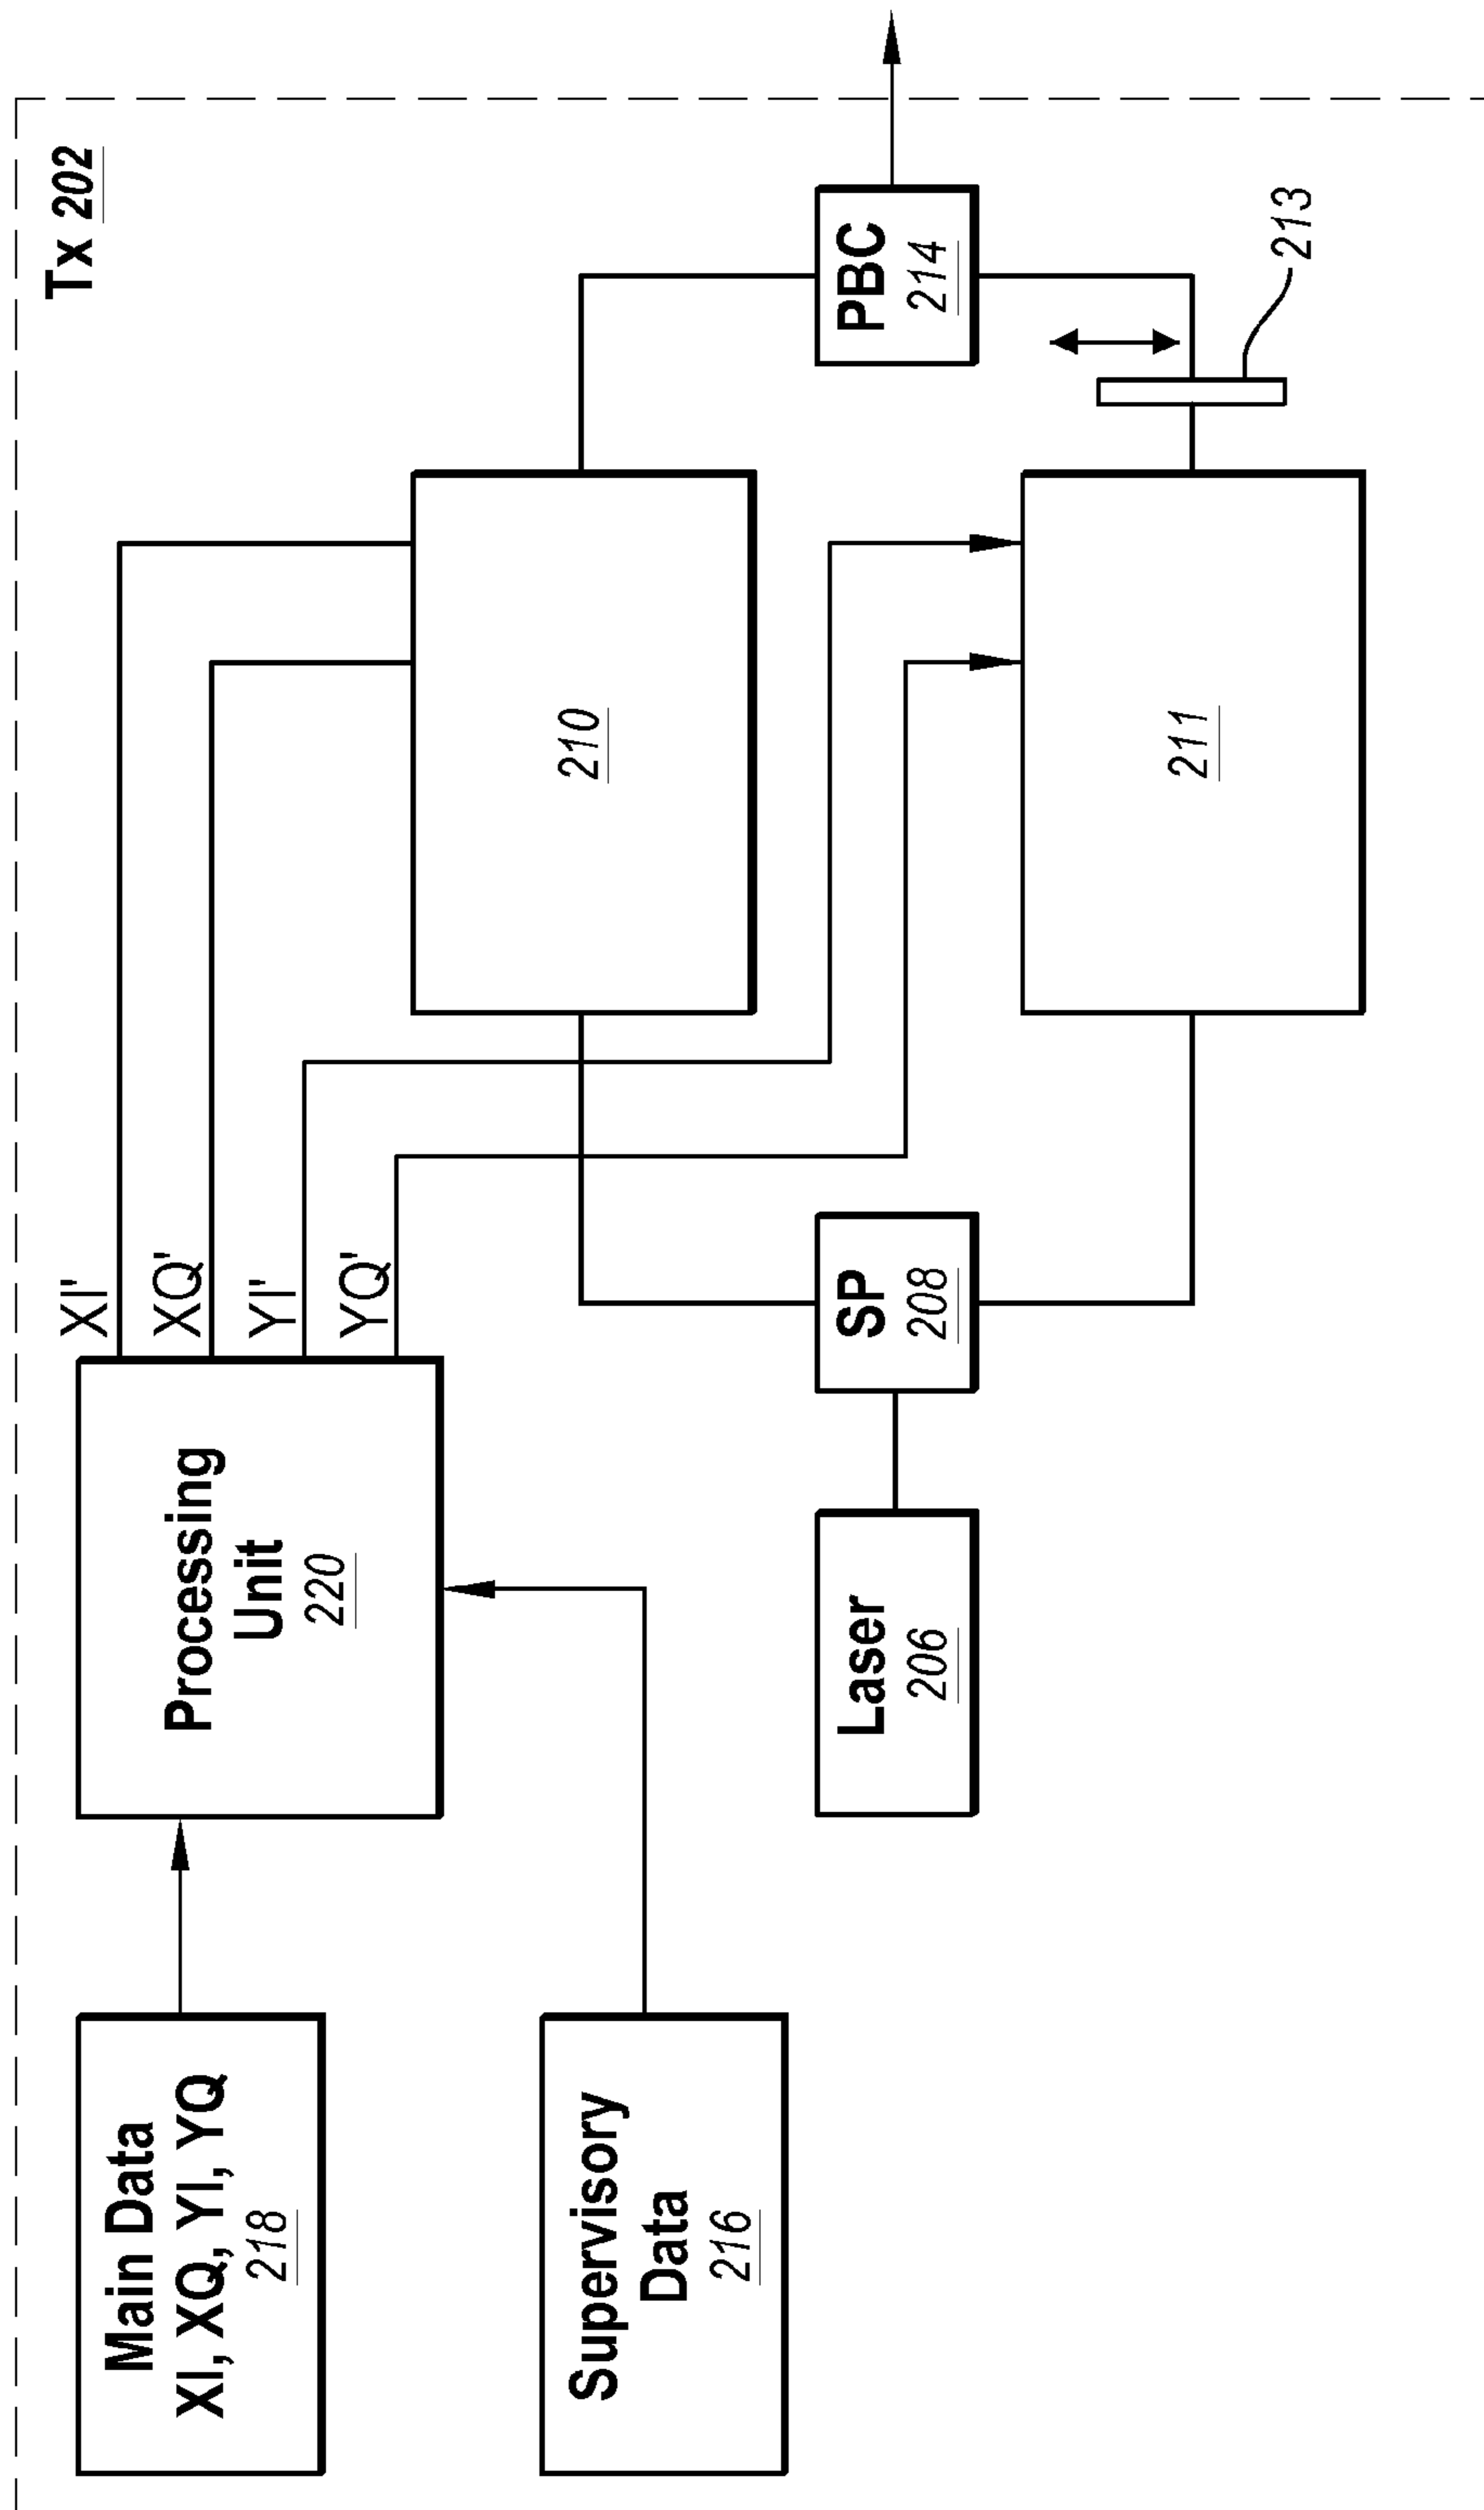 Tx 202
Main Data
XI, XQ, YI, YQ
218
Processing
Unit
220
XI'
XQ'
YI'
YQ'
Supervisory
Data
216
210
Laser
206
SP
208
PBC
214
211
213